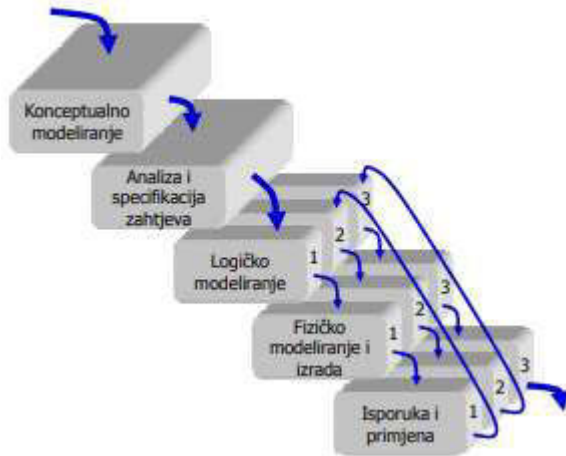 Konceptualno
modeliranje
Analiza i
specifikacija
zahtjeva
3
2
Logičko
modeliranje
1
3
2
Fizičko
modeliranje i
izrada
1
3
2
Isporuka i
primjena
1